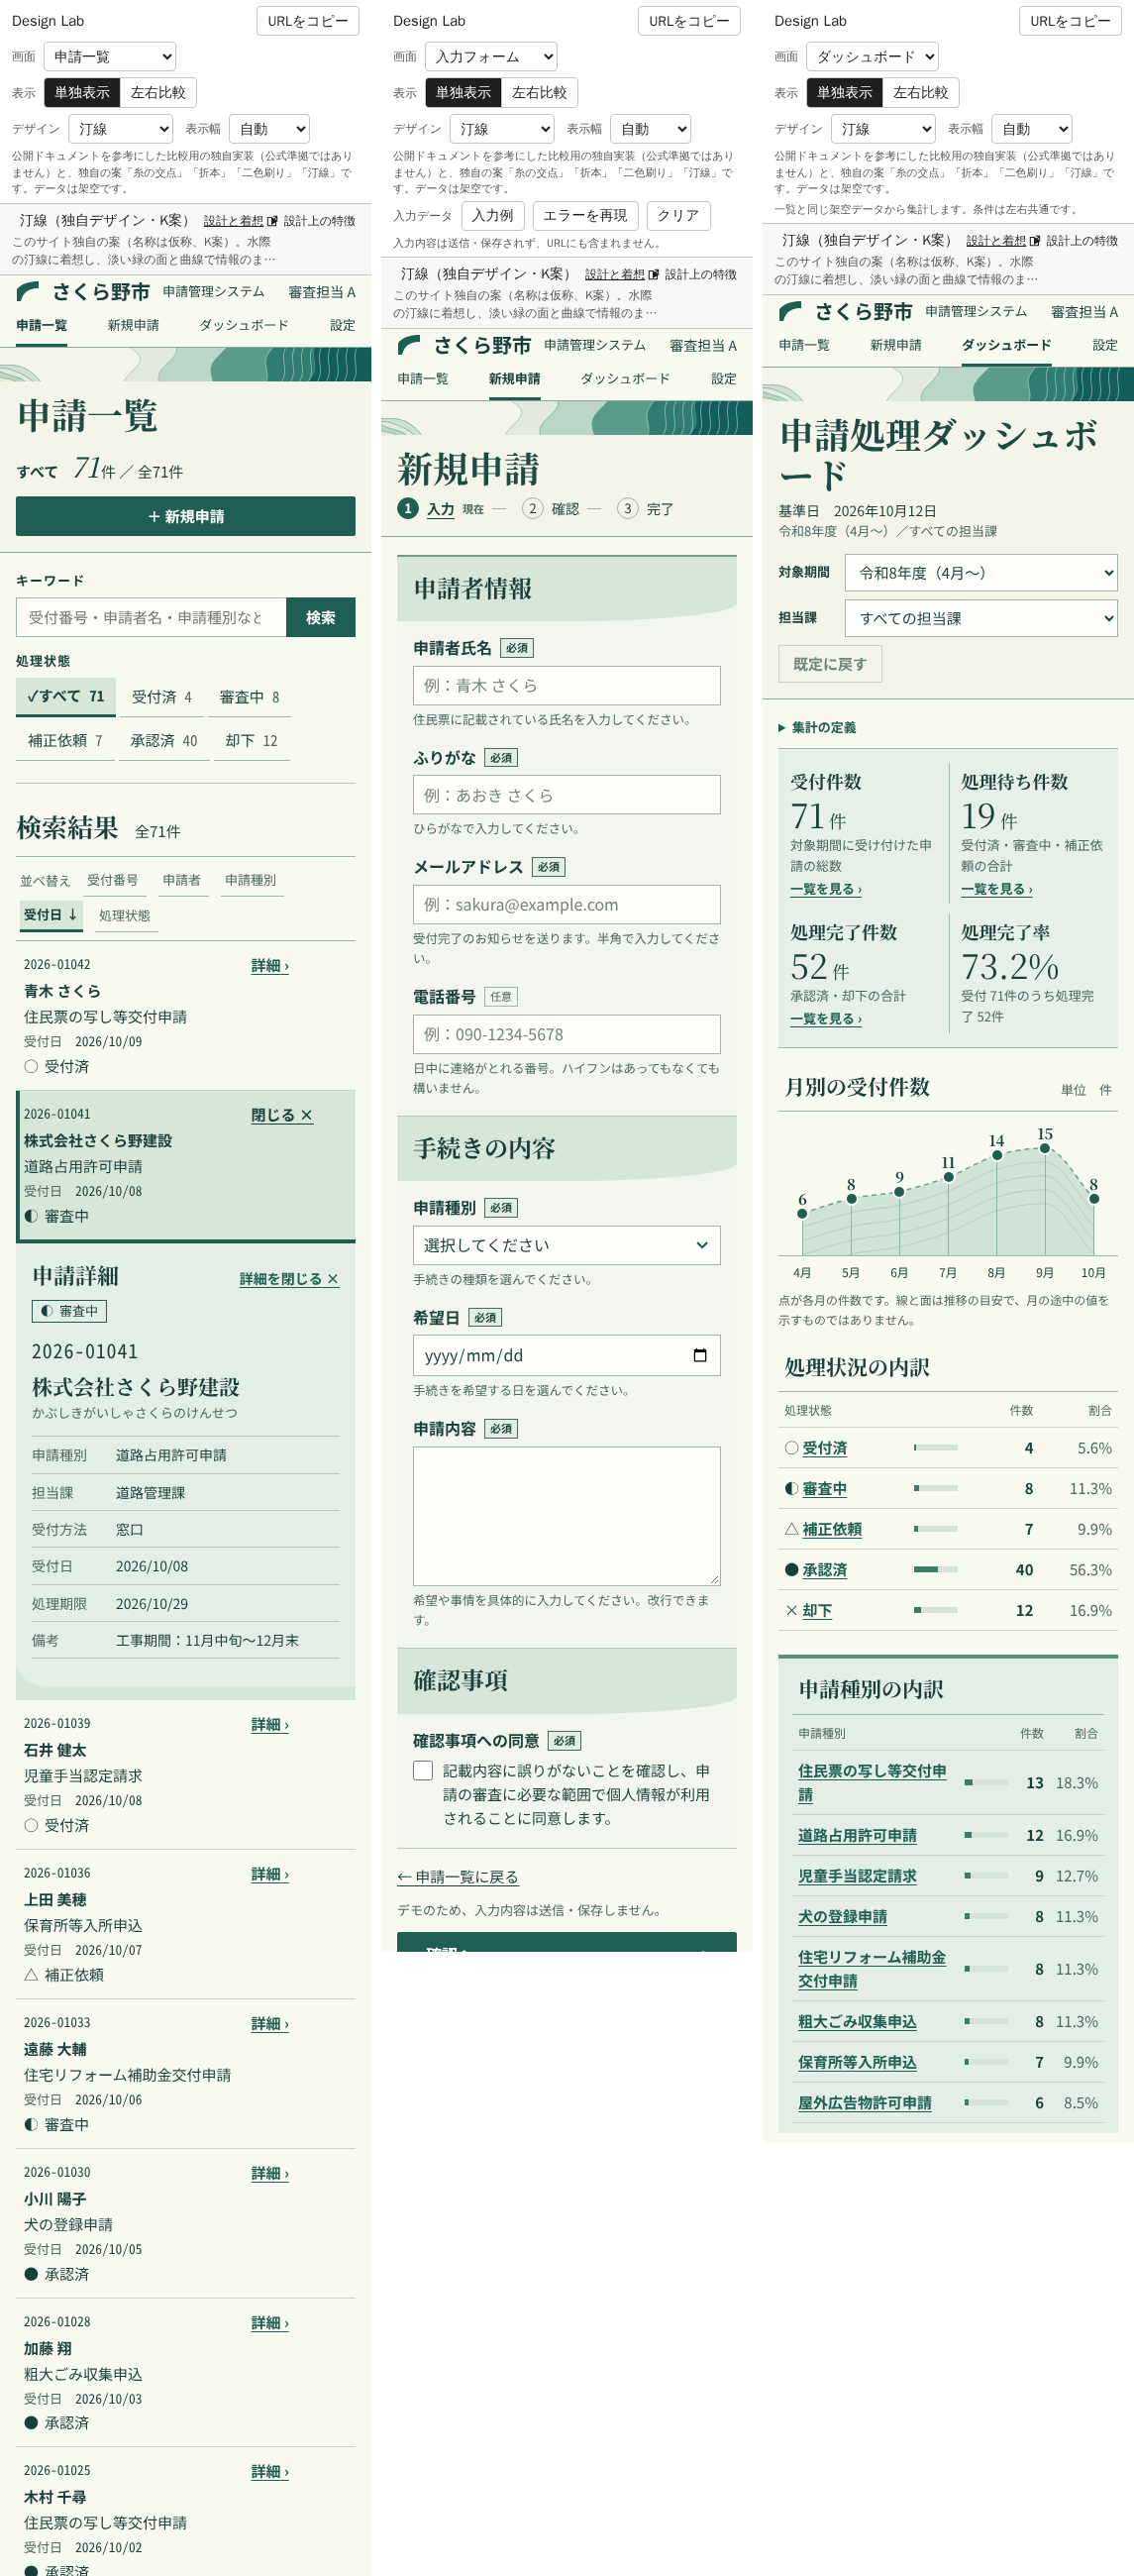 Design Lab
URLをコピー
画面 申請一覧
表示 単独表示 左右比較
デザイン 汀線 表示幅 自動
公開ドキュメントを参考にした比較用の独自実装（公式準拠ではあり
ません）と、独自の案「糸の交点」「折本」「二色刷り」「汀線」で
す。データは架空です。
汀線（独自デザイン・K案） 設計と着想 設計上の特徴
このサイト独自の案（名称は仮称、K案）。水際
の汀線に着想し、淡い緑の面と曲線で情報のま…
さくら野市 申請管理システム 審査担当 A
申請一覧 新規申請 ダッシュボード 設定
申請一覧
すべて 71件 ／ 全71件
＋ 新規申請
キーワード
受付番号・申請者名・申請種別など 検索
処理状態
✓すべて 71 受付済 4 審査中 8
補正依頼 7 承認済 40 却下 12
検索結果 全71件
並べ替え 受付番号 申請者 申請種別
受付日 ↓ 処理状態
2026-01042 詳細 ›
青木 さくら
住民票の写し等交付申請
受付日 2026/10/09
○ 受付済
2026-01041 閉じる ×
株式会社さくら野建設
道路占用許可申請
受付日 2026/10/08
◐ 審査中
申請詳細 詳細を閉じる ×
◐ 審査中
2026-01041
株式会社さくら野建設
かぶしきがいしゃさくらのけんせつ
申請種別 道路占用許可申請
担当課 道路管理課
受付方法 窓口
受付日 2026/10/08
処理期限 2026/10/29
備考 工事期間：11月中旬〜12月末
2026-01039 詳細 ›
石井 健太
児童手当認定請求
受付日 2026/10/08
○ 受付済
2026-01036 詳細 ›
上田 美穂
保育所等入所申込
受付日 2026/10/07
△ 補正依頼
2026-01033 詳細 ›
遠藤 大輔
住宅リフォーム補助金交付申請
受付日 2026/10/06
◐ 審査中
2026-01030 詳細 ›
小川 陽子
犬の登録申請
受付日 2026/10/05
● 承認済
2026-01028 詳細 ›
加藤 翔
粗大ごみ収集申込
受付日 2026/10/03
● 承認済
2026-01025 詳細 ›
木村 千尋
住民票の写し等交付申請
受付日 2026/10/02
● 承認済
Design Lab
URLをコピー
画面 入力フォーム
表示 単独表示 左右比較
デザイン 汀線 表示幅 自動
公開ドキュメントを参考にした比較用の独自実装（公式準拠ではあり
ません）と、独自の案「糸の交点」「折本」「二色刷り」「汀線」で
す。データは架空です。
入力データ 入力例 エラーを再現 クリア
入力内容は送信・保存されず、URLにも含まれません。
汀線（独自デザイン・K案） 設計と着想 設計上の特徴
このサイト独自の案（名称は仮称、K案）。水際
の汀線に着想し、淡い緑の面と曲線で情報のま…
さくら野市 申請管理システム 審査担当 A
申請一覧 新規申請 ダッシュボード 設定
新規申請
1 入力 現在 — 2 確認 — 3 完了
申請者情報
申請者氏名 必須
例：青木 さくら
住民票に記載されている氏名を入力してください。
ふりがな 必須
例：あおき さくら
ひらがなで入力してください。
メールアドレス 必須
例：sakura@example.com
受付完了のお知らせを送ります。半角で入力してくださ
い。
電話番号 任意
例：090-1234-5678
日中に連絡がとれる番号。ハイフンはあってもなくても
構いません。
手続きの内容
申請種別 必須
選択してください
手続きの種類を選んでください。
希望日 必須
yyyy/mm/dd
手続きを希望する日を選んでください。
申請内容 必須
希望や事情を具体的に入力してください。改行できま
す。
確認事項
確認事項への同意 必須
記載内容に誤りがないことを確認し、申
請の審査に必要な範囲で個人情報が利用
されることに同意します。
← 申請一覧に戻る
デモのため、入力内容は送信・保存しません。
Design Lab
URLをコピー
画面 ダッシュボード
表示 単独表示 左右比較
デザイン 汀線 表示幅 自動
公開ドキュメントを参考にした比較用の独自実装（公式準拠ではあり
ません）と、独自の案「糸の交点」「折本」「二色刷り」「汀線」で
す。データは架空です。
一覧と同じ架空データから集計します。条件は左右共通です。
汀線（独自デザイン・K案） 設計と着想 設計上の特徴
このサイト独自の案（名称は仮称、K案）。水際
の汀線に着想し、淡い緑の面と曲線で情報のま…
さくら野市 申請管理システム 審査担当 A
申請一覧 新規申請 ダッシュボード 設定
申請処理ダッシュボ
ード
基準日 2026年10月12日
令和8年度（4月〜）／すべての担当課
対象期間 令和8年度（4月〜）
担当課 すべての担当課
既定に戻す
▶ 集計の定義
受付件数
71 件
対象期間に受け付けた申
請の総数
一覧を見る ›
処理待ち件数
19 件
受付済・審査中・補正依
頼の合計
一覧を見る ›
処理完了件数
52 件
承認済・却下の合計
一覧を見る ›
処理完了率
73.2%
受付 71件のうち処理完
了 52件
月別の受付件数 単位 件
6 8 9 11 14 15 8
4月 5月 6月 7月 8月 9月 10月
点が各月の件数です。線と面は推移の目安で、月の途中の値を
示すものではありません。
処理状況の内訳
処理状態 件数 割合
○ 受付済 4 5.6%
◐ 審査中 8 11.3%
△ 補正依頼 7 9.9%
● 承認済 40 56.3%
× 却下 12 16.9%
申請種別の内訳
申請種別 件数 割合
住民票の写し等交付申
請 13 18.3%
道路占用許可申請 12 16.9%
児童手当認定請求 9 12.7%
犬の登録申請 8 11.3%
住宅リフォーム補助金
交付申請 8 11.3%
粗大ごみ収集申込 8 11.3%
保育所等入所申込 7 9.9%
屋外広告物許可申請 6 8.5%